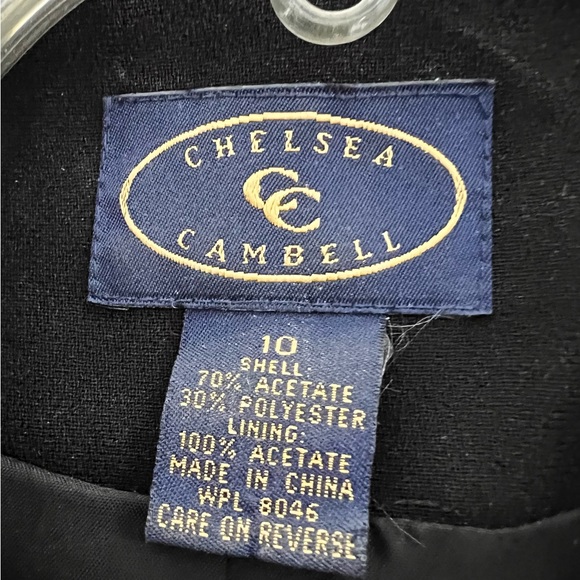 CHELSEA
CC
CAMBELL
10
SHELL:
70% ACETATE
30% POLYESTER
LINING:
100% ACETATE
MADE IN CHINA
WPL 8046
CARE ON REVERSE